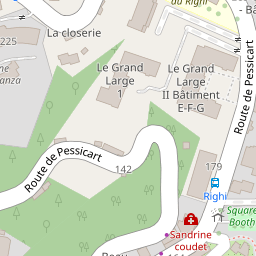 du Righi
La closerie
225
Le Grand
Large
1
Le Grand
Large
II Bâtiment
E-F-G
Route de Pessicart
Route de Pessicart
142
179
Righi
Square
Booth
Sandrine
coudet
164